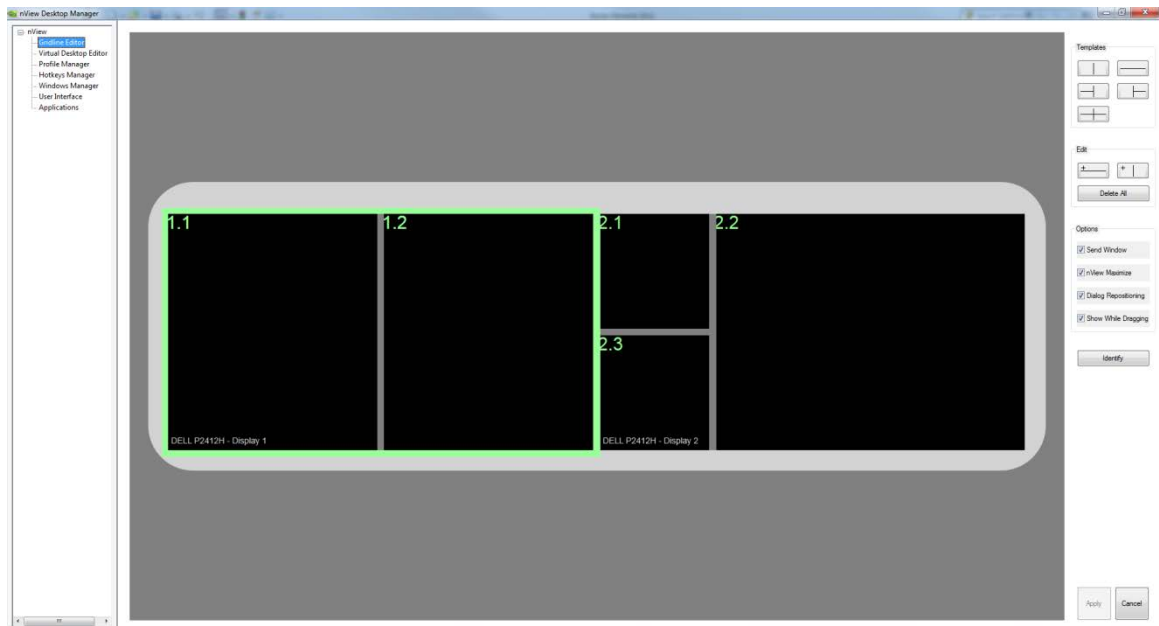 nView Desktop Manager
nView
Gridline Editor
Virtual Desktop Editor
Profile Manager
Hotkeys Manager
Windows Manager
User Interface
Applications
1.1
1.2
2.1
2.2
2.3
DELL P2412H - Display 1
DELL P2412H - Display 2
Templates
Edit
Delete All
Options
Send Window
nView Maximize
Dialog Repositioning
Show While Dragging
Identify
Apply
Cancel